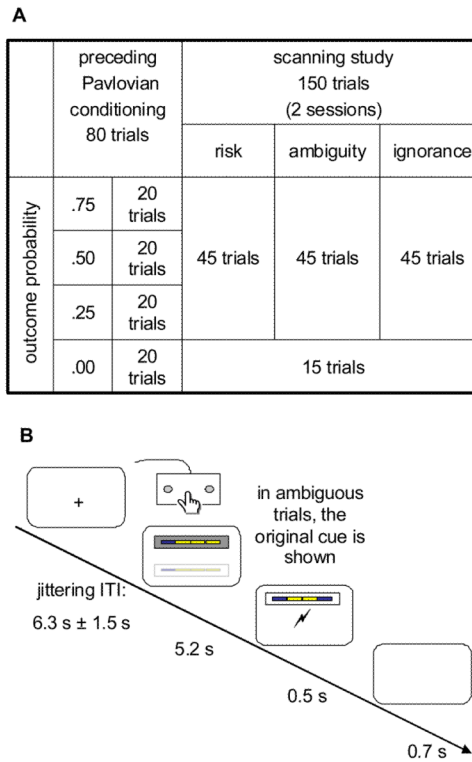 A
preceding
Pavlovian
conditioning
80 trials
scanning study
150 trials
(2 sessions)
risk
ambiguity
ignorance
outcome probability
.75
20
trials
.50
20
trials
.25
20
trials
.00
20
trials
45 trials
45 trials
45 trials
15 trials
B
+
in ambiguous
trials, the
original cue is
shown
jittering ITI:
6.3 s ± 1.5 s
5.2 s
0.5 s
0.7 s